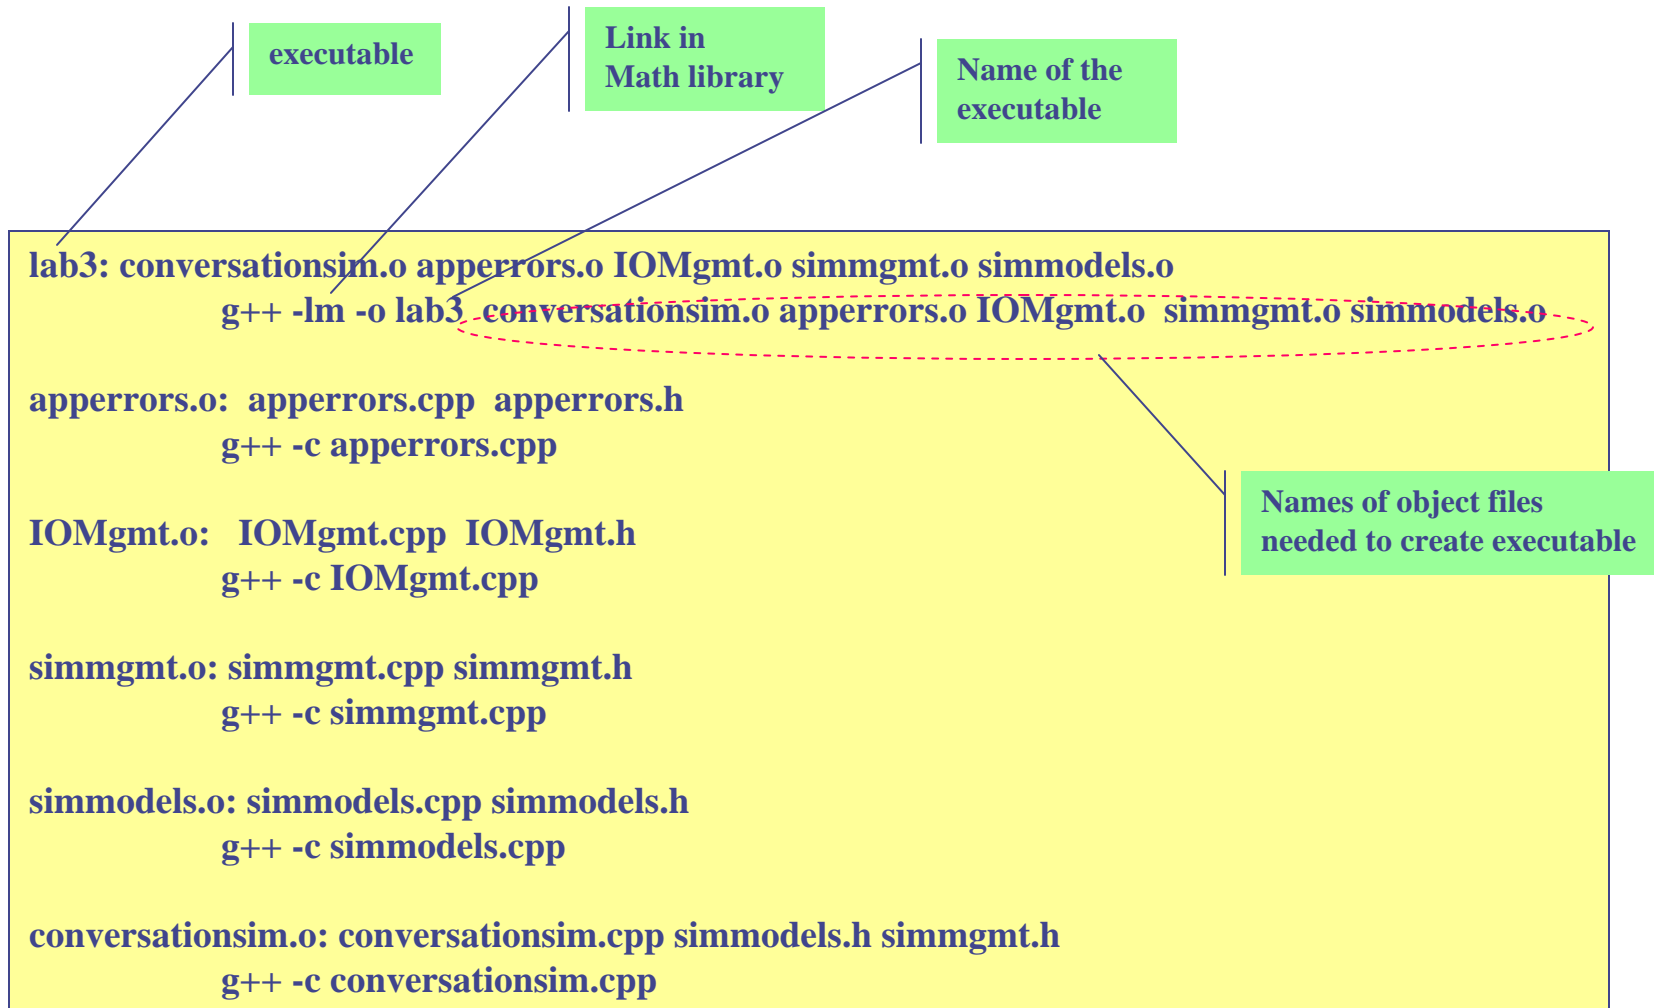 executable
Link in
Math library
Name of the
executable
lab3: conversationsim.o apperrors.o IOMgmt.o simmgmt.o simmodels.o
g++ -lm -o lab3 conversationsim.o apperrors.o IOMgmt.o simmgmt.o simmodels.o
apperrors.o: apperrors.cpp apperrors.h
g++ -c apperrors.cpp
Names of object files
needed to create executable
IOMgmt.o: IOMgmt.cpp IOMgmt.h
g++ -c IOMgmt.cpp
simmgmt.o: simmgmt.cpp simmgmt.h
g++ -c simmgmt.cpp
simmodels.o: simmodels.cpp simmodels.h
g++ -c simmodels.cpp
conversationsim.o: conversationsim.cpp simmodels.h simmgmt.h
g++ -c conversationsim.cpp